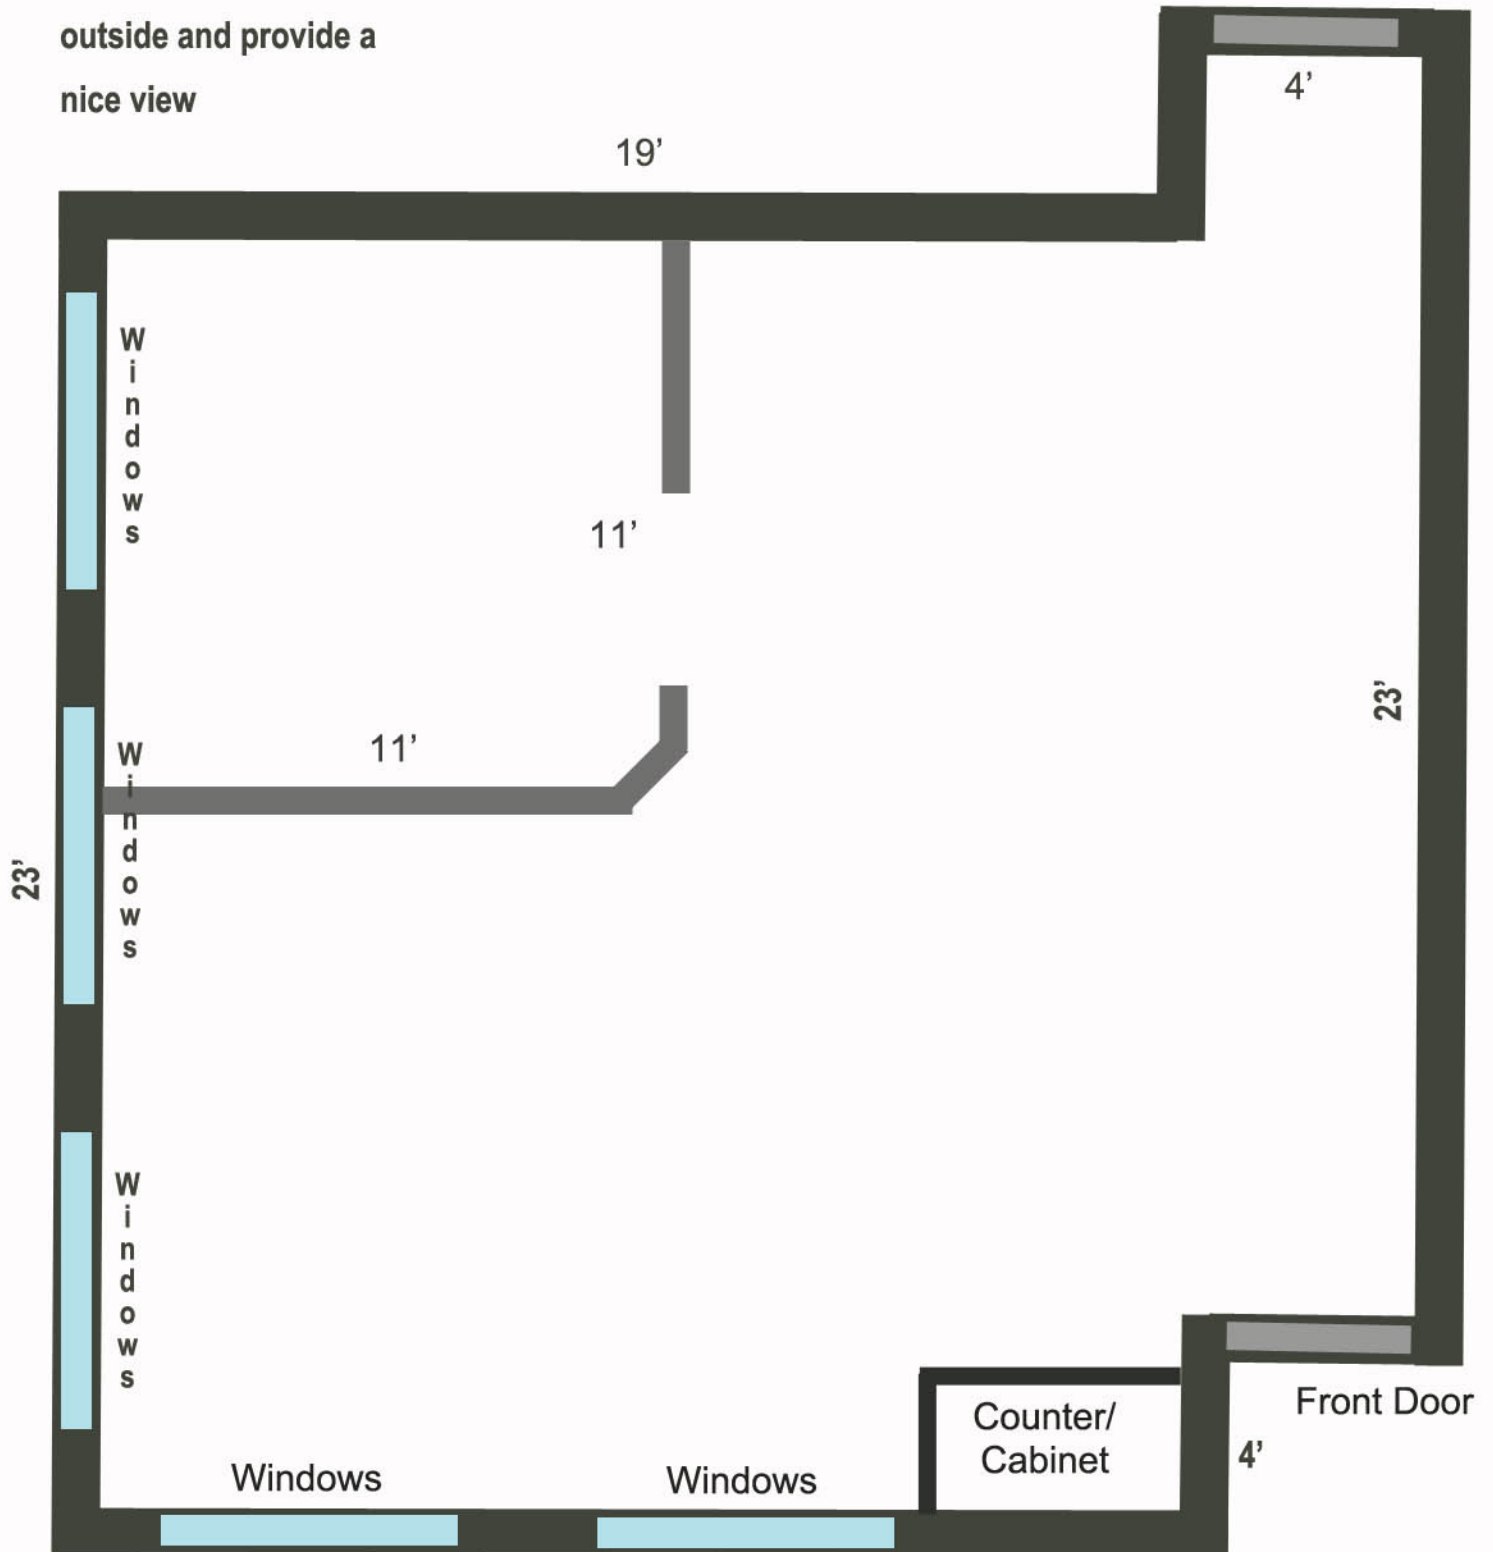 outside and provide a
nice view
4’
19’
Windows
11’
23’
11’
Windows
23’
Windows
Counter/
Cabinet
Front Door
4’
Windows
Windows